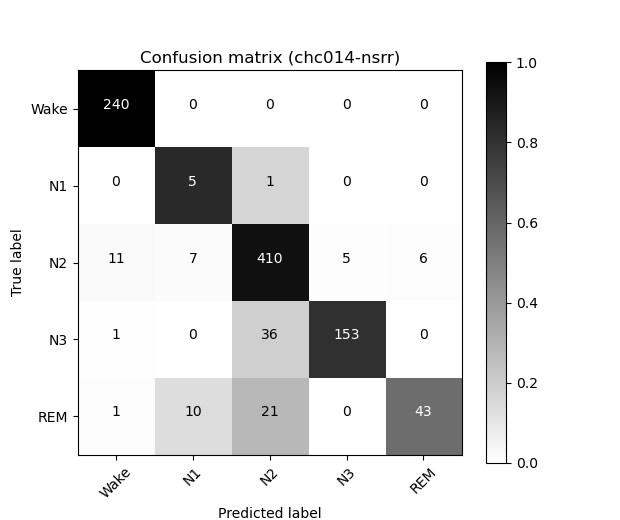 Confusion matrix (chc014-nsrr)
True label
Wake 240 0 0 0 0
N1 0 5 1 0 0
N2 11 7 410 5 6
N3 1 0 36 153 0
REM 1 10 21 0 43
Wake N1 N2 N3 REM
Predicted label
1.0
0.8
0.6
0.4
0.2
0.0